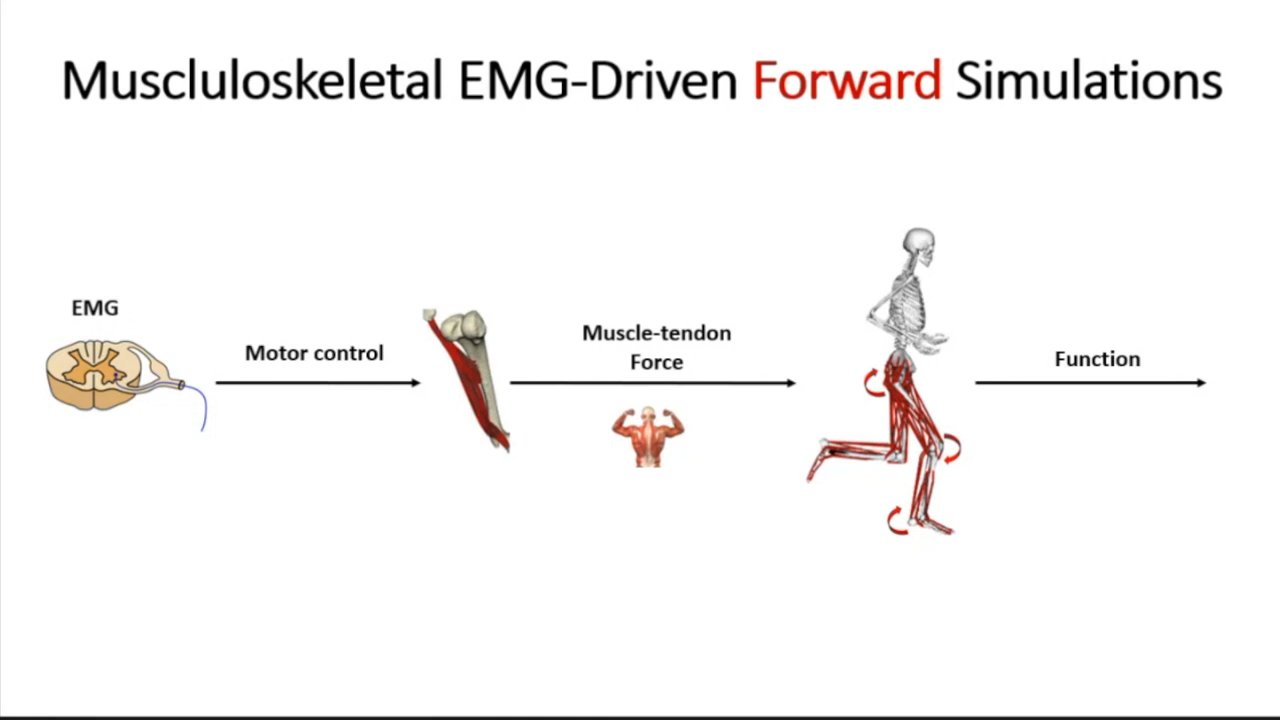 Muscluloskeletal EMG-Driven Forward Simulations
EMG
Motor control
Muscle-tendon
Force
Function